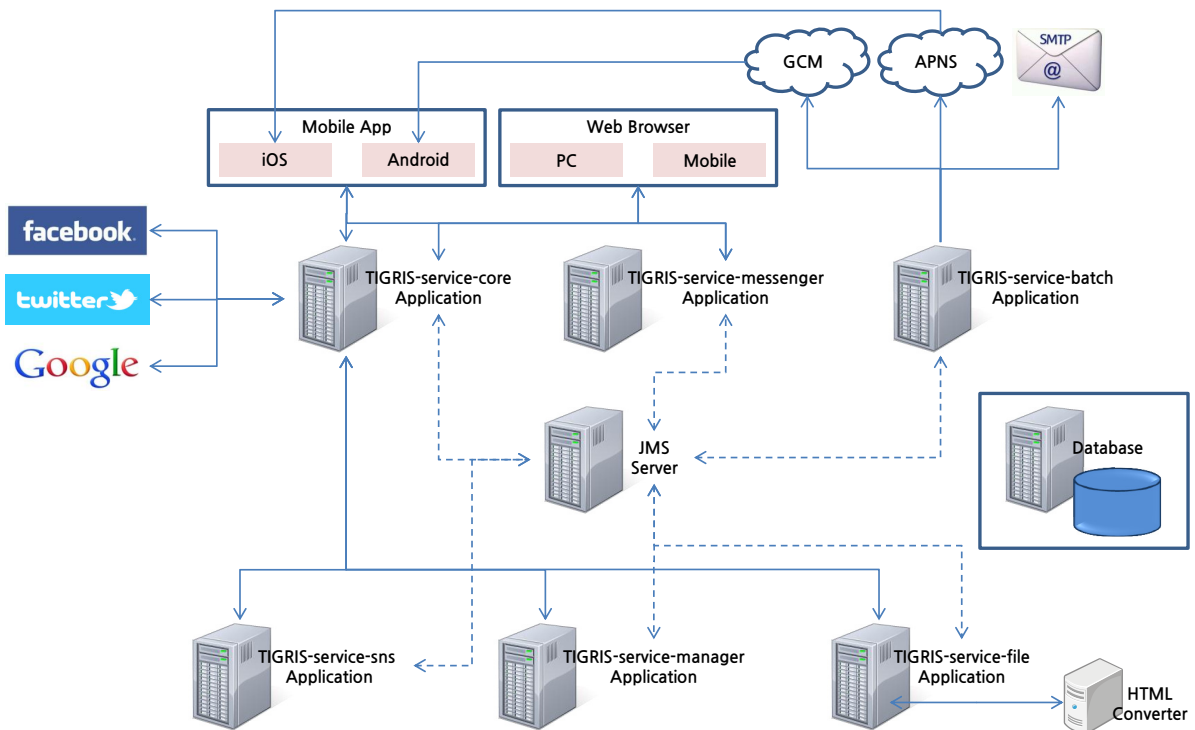 GCM
APNS
SMTP
@
Mobile App
iOS
Android
Web Browser
PC
Mobile
facebook.
twitter
Google
TIGRIS-service-core
Application
TIGRIS-service-messenger
Application
TIGRIS-service-batch
Application
JMS
Server
Database
TIGRIS-service-sns
Application
TIGRIS-service-manager
Application
TIGRIS-service-file
Application
HTML
Converter